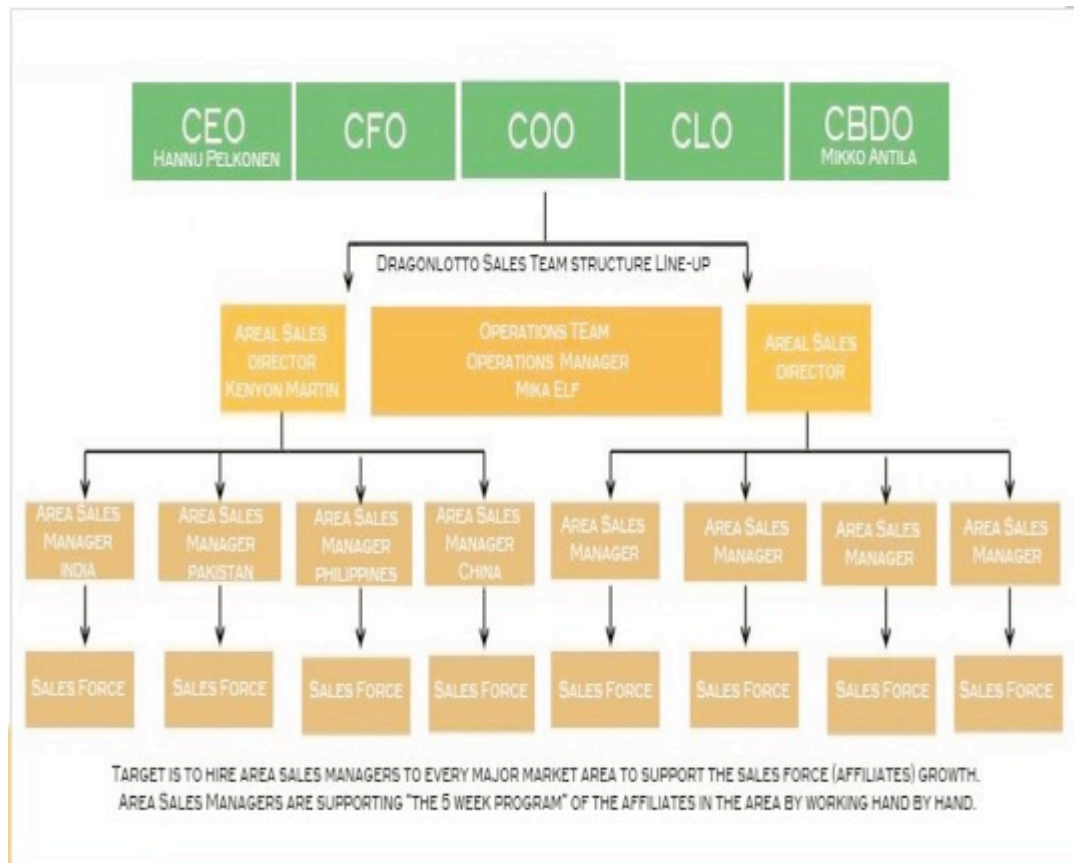 CEO
Hannu Pelkonen
CFO
COO
CLO
CBDO
Mikko Antila
Dragonlotto Sales Team structure Line-up
Areal Sales
director
Kenyon Martin
Operations TEam
Operations Manager
Mika Elf
Areal Sales
director
Area Sales
Manager
india
Area Sales
Manager
pakistan
Area Sales
Manager
philippines
Area Sales
Manager
China
Area Sales
Manager
Area Sales
Manager
Area Sales
Manager
Area Sales
Manager
Sales Force
Sales Force
Sales Force
Sales Force
Sales Force
Sales Force
Sales Force
Sales Force
Target is to hire area sales managers to every major market area to support the sales force (affiliates) growth.
Area Sales Managers are supporting "the 5 week program" of the affiliates in the area by working hand by hand.